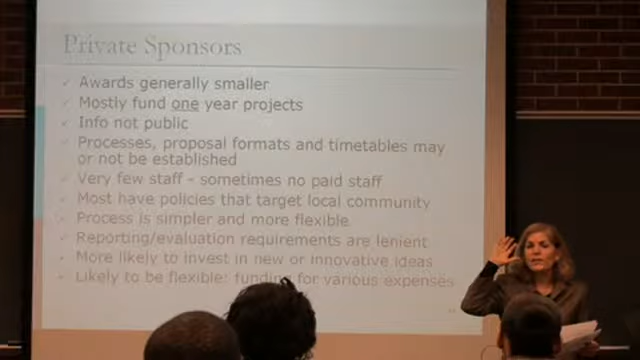 Private Sponsors
✓ Awards generally smaller
✓ Mostly fund one year projects
✓ Info not public
✓ Processes, proposal formats and timetables may
or not be established
✓ Very few staff - sometimes no paid staff
✓ Most have policies that target local community
✓ Process is simpler and more flexible
✓ Reporting/evaluation requirements are lenient
✓ More likely to invest in new or innovative ideas
✓ Likely to be flexible: funding for various expenses